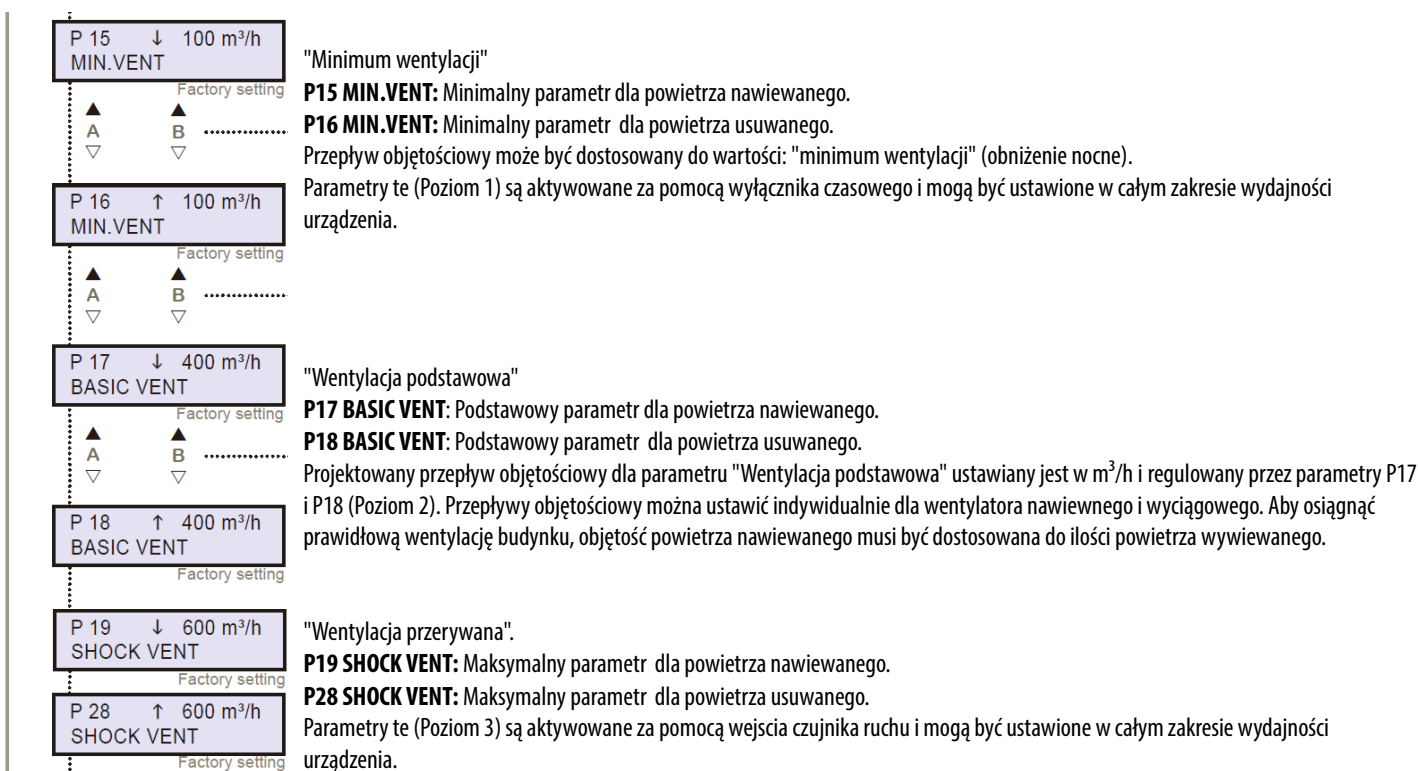 P 15 ↓ 100 m³/h
MIN.VENT
Factory setting
▲ ▲
A B
▽ ▽
"Minimum wentylacji"
P15 MIN.VENT: Minimalny parametr dla powietrza nawiewanego.
P16 MIN.VENT: Minimalny parametr dla powietrza usuwanego.
Przepływ objętościowy może być dostosowany do wartości: "minimum wentylacji" (obniżenie nocne).
Parametry te (Poziom 1) są aktywowane za pomocą wyłącznika czasowego i mogą być ustawione w całym zakresie wydajności
urządzenia.
P 16 ↑ 100 m³/h
MIN.VENT
Factory setting
▲ ▲
A B
▽ ▽
P 17 ↓ 400 m³/h
BASIC VENT
Factory setting
▲ ▲
A B
▽ ▽
"Wentylacja podstawowa"
P17 BASIC VENT: Podstawowy parametr dla powietrza nawiewanego.
P18 BASIC VENT: Podstawowy parametr dla powietrza usuwanego.
Projektowany przepływ objętościowy dla parametru "Wentylacja podstawowa" ustawiany jest w m³/h i regulowany przez parametry P17
i P18 (Poziom 2). Przepływy objętościowy można ustawić indywidualnie dla wentylatora nawiewnego i wyciągowego. Aby osiągnąć
prawidłową wentylację budynku, objętość powietrza nawiewanego musi być dostosowana do ilości powietrza wywiewanego.
P 18 ↑ 400 m³/h
BASIC VENT
Factory setting
P 19 ↓ 600 m³/h
SHOCK VENT
Factory setting
"Wentylacja przerywana".
P19 SHOCK VENT: Maksymalny parametr dla powietrza nawiewanego.
P28 SHOCK VENT: Maksymalny parametr dla powietrza usuwanego.
Parametry te (Poziom 3) są aktywowane za pomocą wejscia czujnika ruchu i mogą być ustawione w całym zakresie wydajności
urządzenia.
P 28 ↑ 600 m³/h
SHOCK VENT
Factory setting